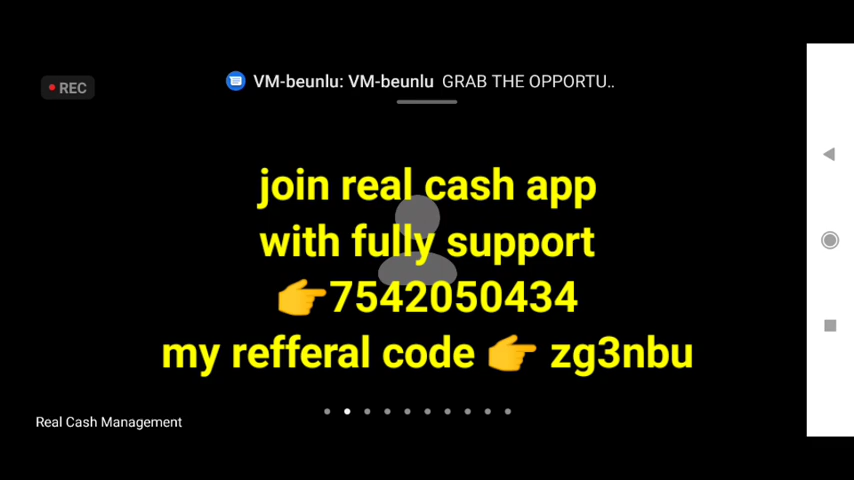 REC
VM-beunlu: VM-beunlu GRAB THE OPPORTU..
join real cash app
with fully support
👉7542050434
my refferal code 👉 zg3nbu
Real Cash Management